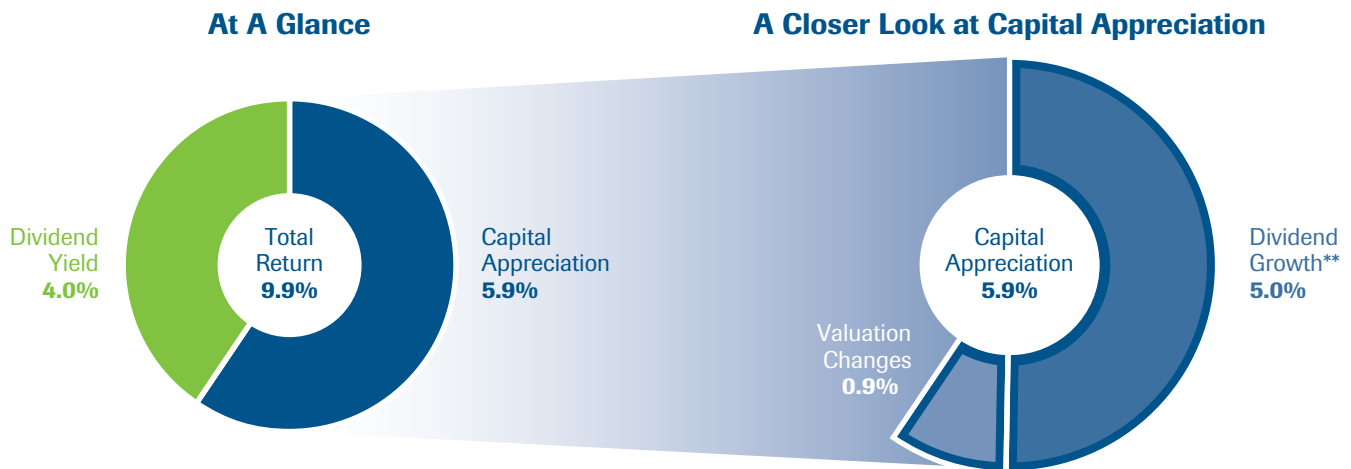 At A Glance
Dividend
Yield
4.0%
Total
Return
9.9%
Capital
Appreciation
5.9%
A Closer Look at Capital Appreciation
Valuation
Changes
0.9%
Capital
Appreciation
5.9%
Dividend
Growth**
5.0%